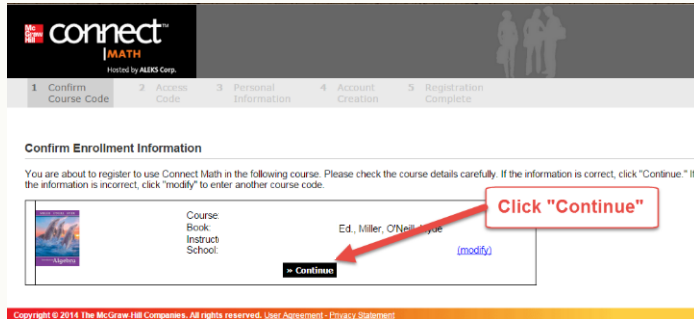 Mc Graw Hill connect™
MATH
Hosted by ALEKS Corp.
1 Confirm Course Code 2 Access Code 3 Personal Information 4 Account Creation 5 Registration Complete
Confirm Enrollment Information
You are about to register to use Connect Math in the following course. Please check the course details carefully. If the information is correct, click "Continue." If
the information is incorrect, click "modify" to enter another course code.
Click "Continue"
Course:
Book: Ed., Miller, O'Neill, Hyde
Instructi
School: (modify)
Algebra
» Continue
Copyright © 2014 The McGraw-Hill Companies. All rights reserved. User Agreement - Privacy Statement